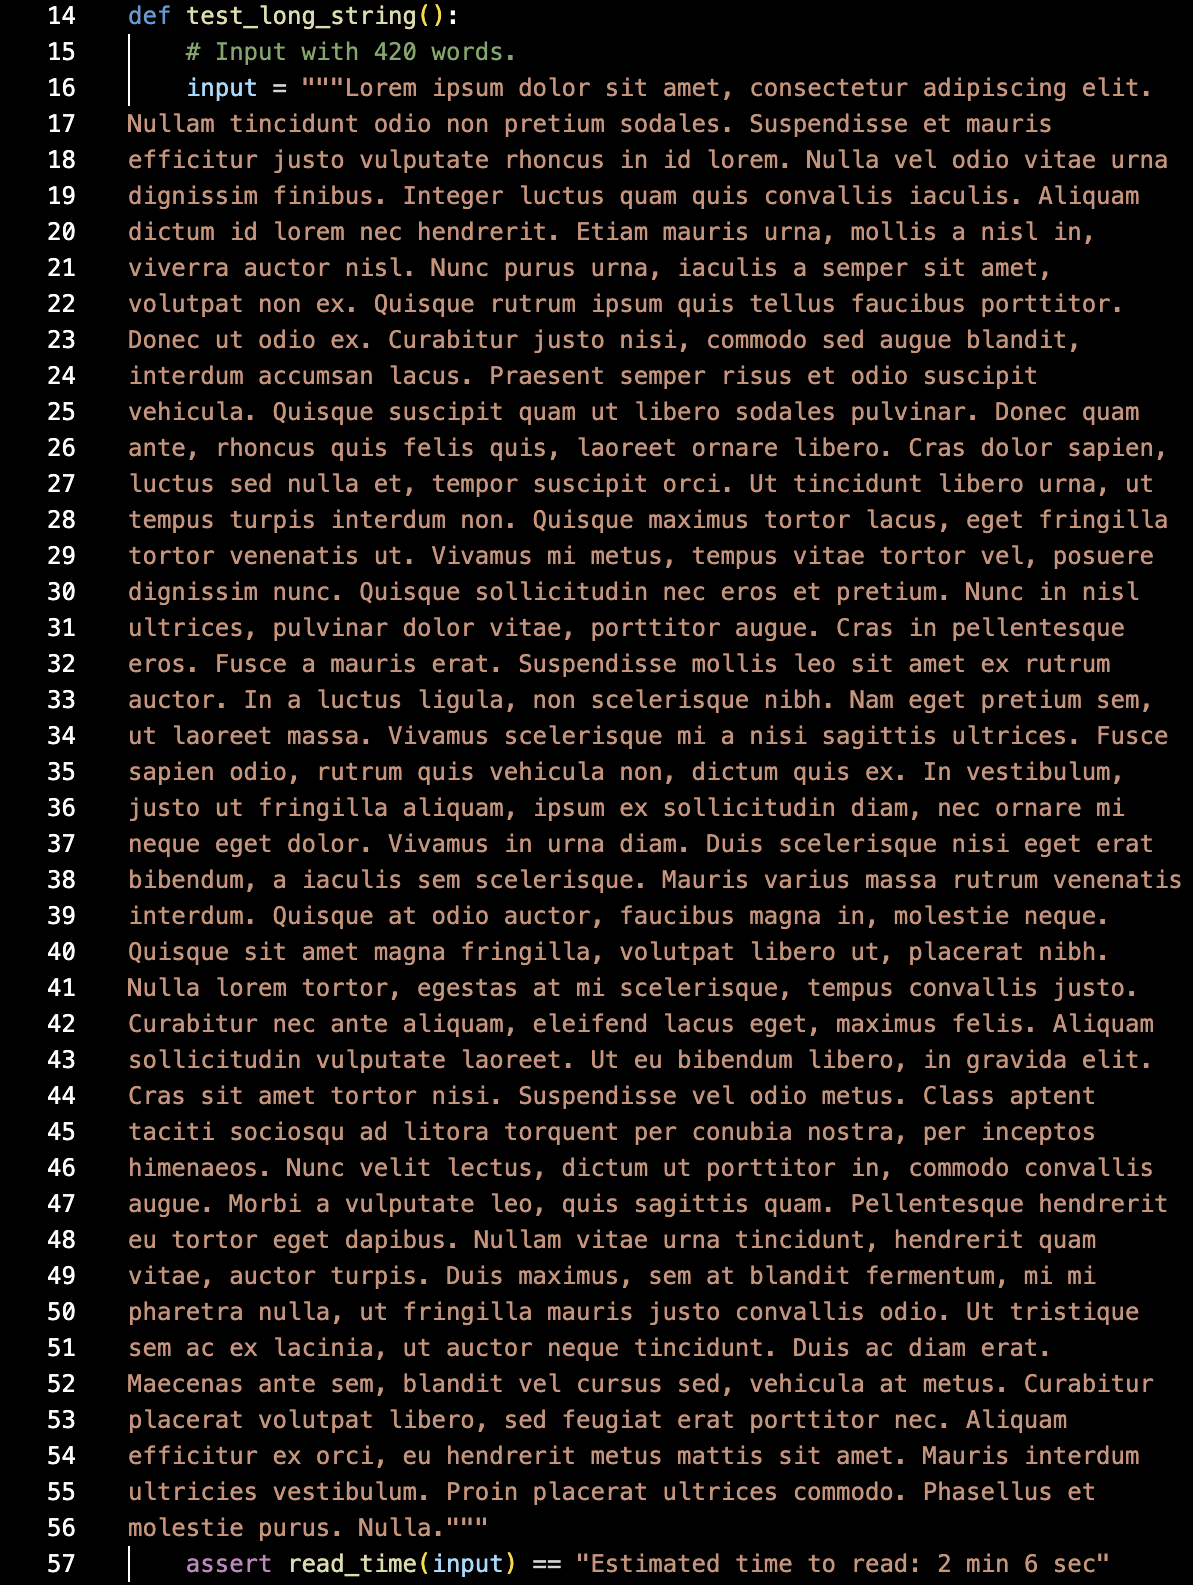 14 def test_long_string():
15     # Input with 420 words.
16     input = """Lorem ipsum dolor sit amet, consectetur adipiscing elit.
17 Nullam tincidunt odio non pretium sodales. Suspendisse et mauris
18 efficitur justo vulputate rhoncus in id lorem. Nulla vel odio vitae urna
19 dignissim finibus. Integer luctus quam quis convallis iaculis. Aliquam
20 dictum id lorem nec hendrerit. Etiam mauris urna, mollis a nisl in,
21 viverra auctor nisl. Nunc purus urna, iaculis a semper sit amet,
22 volutpat non ex. Quisque rutrum ipsum quis tellus faucibus porttitor.
23 Donec ut odio ex. Curabitur justo nisi, commodo sed augue blandit,
24 interdum accumsan lacus. Praesent semper risus et odio suscipit
25 vehicula. Quisque suscipit quam ut libero sodales pulvinar. Donec quam
26 ante, rhoncus quis felis quis, laoreet ornare libero. Cras dolor sapien,
27 luctus sed nulla et, tempor suscipit orci. Ut tincidunt libero urna, ut
28 tempus turpis interdum non. Quisque maximus tortor lacus, eget fringilla
29 tortor venenatis ut. Vivamus mi metus, tempus vitae tortor vel, posuere
30 dignissim nunc. Quisque sollicitudin nec eros et pretium. Nunc in nisl
31 ultrices, pulvinar dolor vitae, porttitor augue. Cras in pellentesque
32 eros. Fusce a mauris erat. Suspendisse mollis leo sit amet ex rutrum
33 auctor. In a luctus ligula, non scelerisque nibh. Nam eget pretium sem,
34 ut laoreet massa. Vivamus scelerisque mi a nisi sagittis ultrices. Fusce
35 sapien odio, rutrum quis vehicula non, dictum quis ex. In vestibulum,
36 justo ut fringilla aliquam, ipsum ex sollicitudin diam, nec ornare mi
37 neque eget dolor. Vivamus in urna diam. Duis scelerisque nisi eget erat
38 bibendum, a iaculis sem scelerisque. Mauris varius massa rutrum venenatis
39 interdum. Quisque at odio auctor, faucibus magna in, molestie neque.
40 Quisque sit amet magna fringilla, volutpat libero ut, placerat nibh.
41 Nulla lorem tortor, egestas at mi scelerisque, tempus convallis justo.
42 Curabitur nec ante aliquam, eleifend lacus eget, maximus felis. Aliquam
43 sollicitudin vulputate laoreet. Ut eu bibendum libero, in gravida elit.
44 Cras sit amet tortor nisi. Suspendisse vel odio metus. Class aptent
45 taciti sociosqu ad litora torquent per conubia nostra, per inceptos
46 himenaeos. Nunc velit lectus, dictum ut porttitor in, commodo convallis
47 augue. Morbi a vulputate leo, quis sagittis quam. Pellentesque hendrerit
48 eu tortor eget dapibus. Nullam vitae urna tincidunt, hendrerit quam
49 vitae, auctor turpis. Duis maximus, sem at blandit fermentum, mi mi
50 pharetra nulla, ut fringilla mauris justo convallis odio. Ut tristique
51 sem ac ex lacinia, ut auctor neque tincidunt. Duis ac diam erat.
52 Maecenas ante sem, blandit vel cursus sed, vehicula at metus. Curabitur
53 placerat volutpat libero, sed feugiat erat porttitor nec. Aliquam
54 efficitur ex orci, eu hendrerit metus mattis sit amet. Mauris interdum
55 ultricies vestibulum. Proin placerat ultrices commodo. Phasellus et
56 molestie purus. Nulla."""
57     assert read_time(input) == "Estimated time to read: 2 min 6 sec"